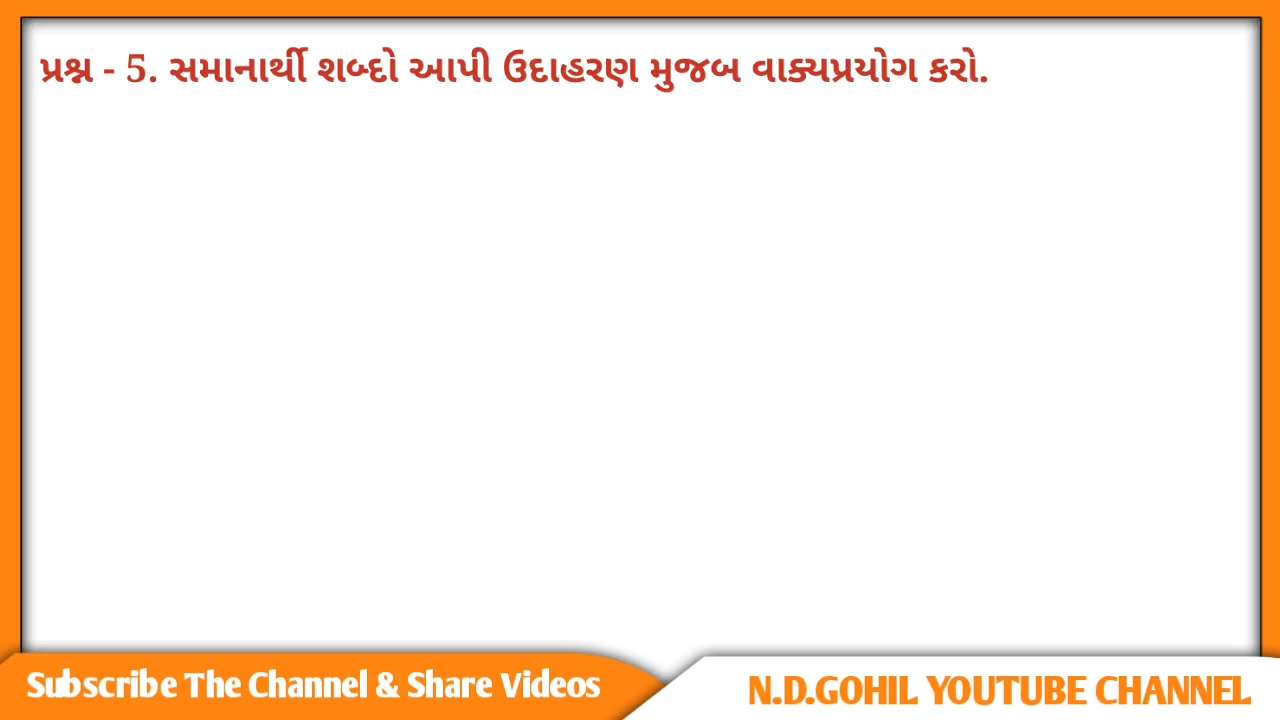 પ્રશ્ન - 5. સમાનાર્થી શબ્દો આપી ઉદાહરણ મુજબ વાક્યપ્રયોગ કરો.
Subscribe The Channel & Share Videos
N.D.GOHIL YOUTUBE CHANNEL